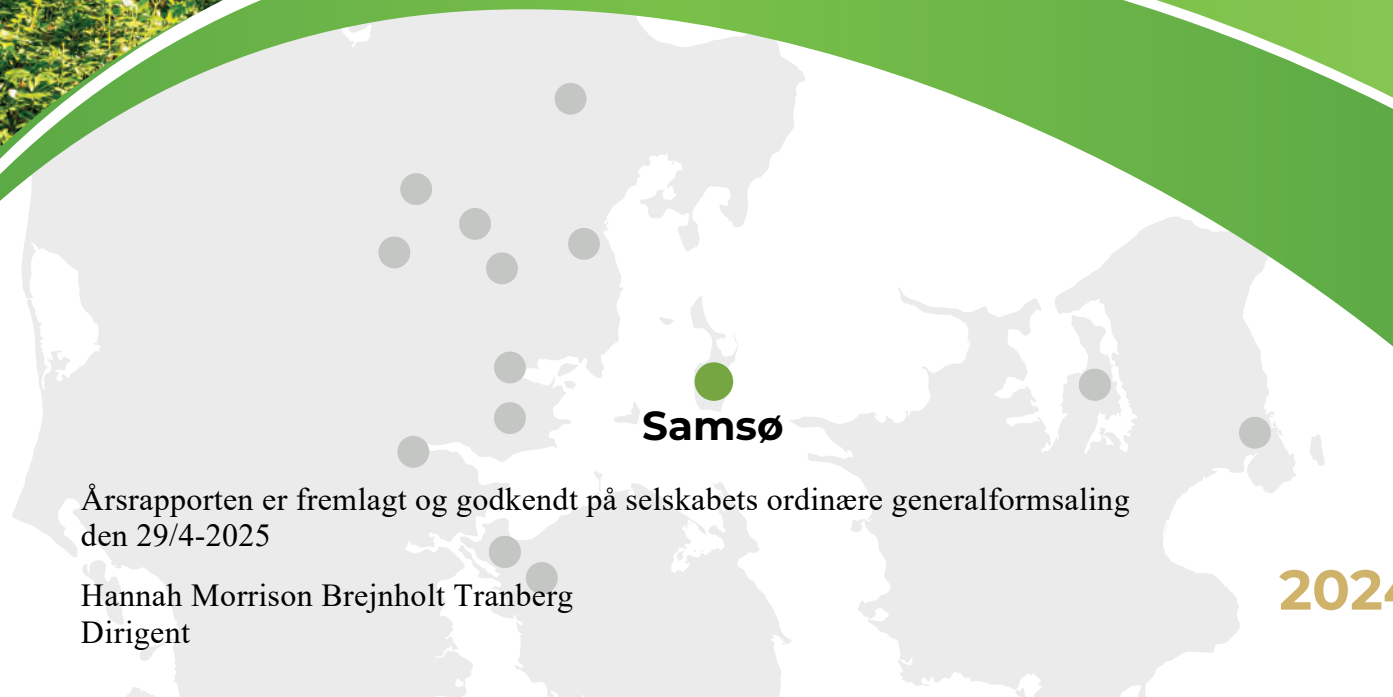 Samsø
Årsrapporten er fremlagt og godkendt på selskabets ordinære generalformsaling
den 29/4-2025
Hannah Morrison Brejnholt Tranberg
Dirigent
2024